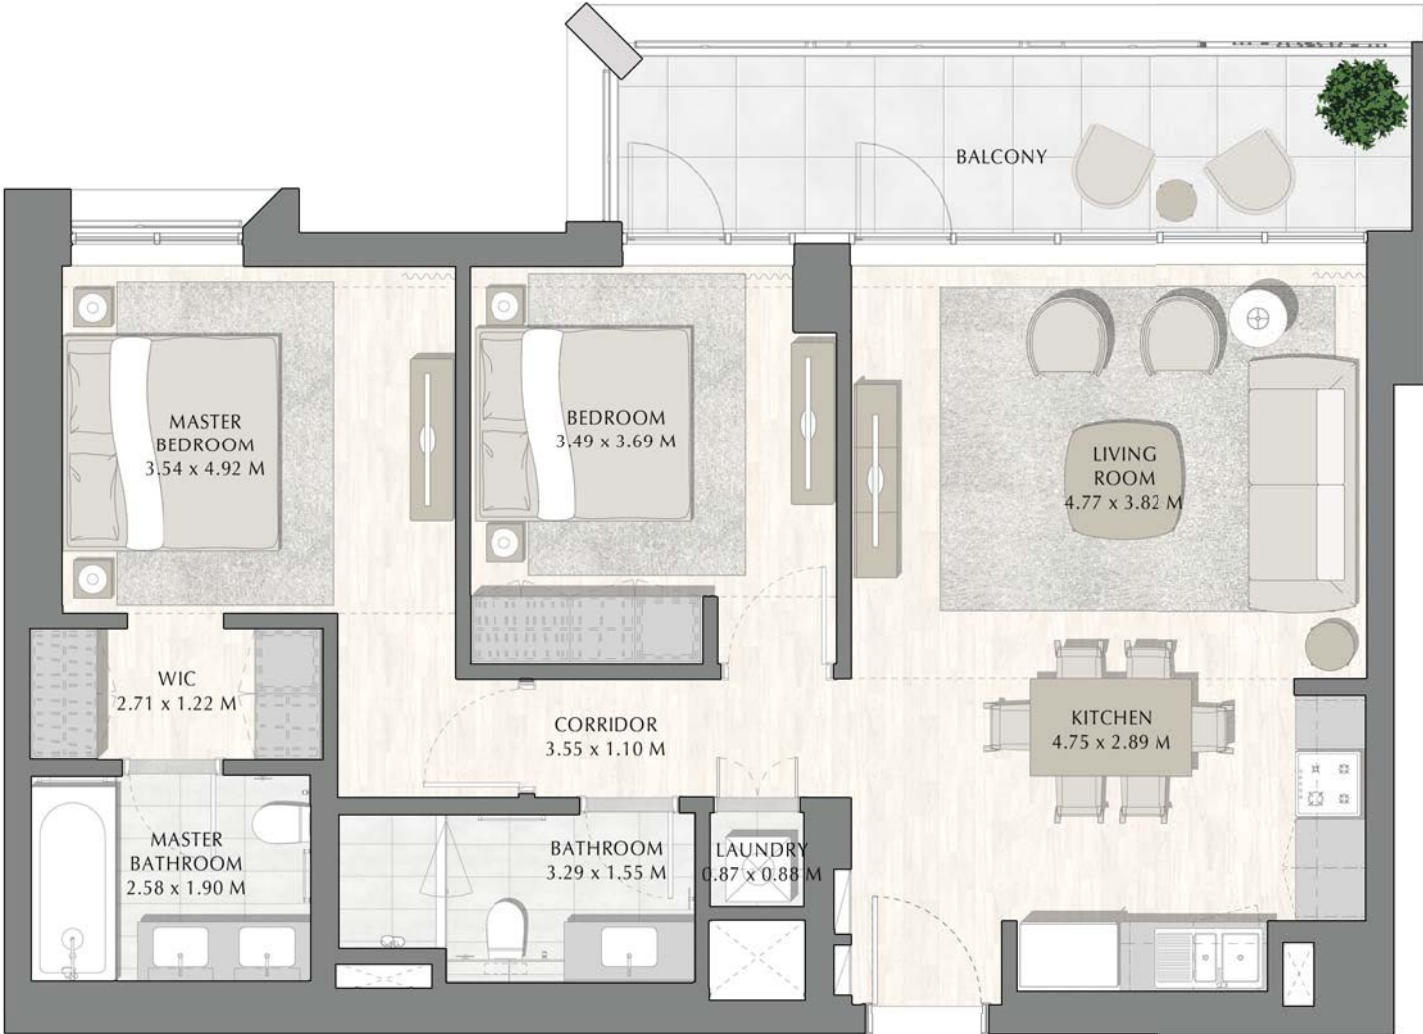 BALCONY
MASTER
BEDROOM
3.54 x 4.92 M
BEDROOM
3.49 x 3.69 M
LIVING
ROOM
4.77 x 3.82 M
WIC
2.71 x 1.22 M
CORRIDOR
3.55 x 1.10 M
KITCHEN
4.75 x 2.89 M
MASTER
BATHROOM
2.58 x 1.90 M
BATHROOM
3.29 x 1.55 M
LAUNDRY
0.87 x 0.88 M